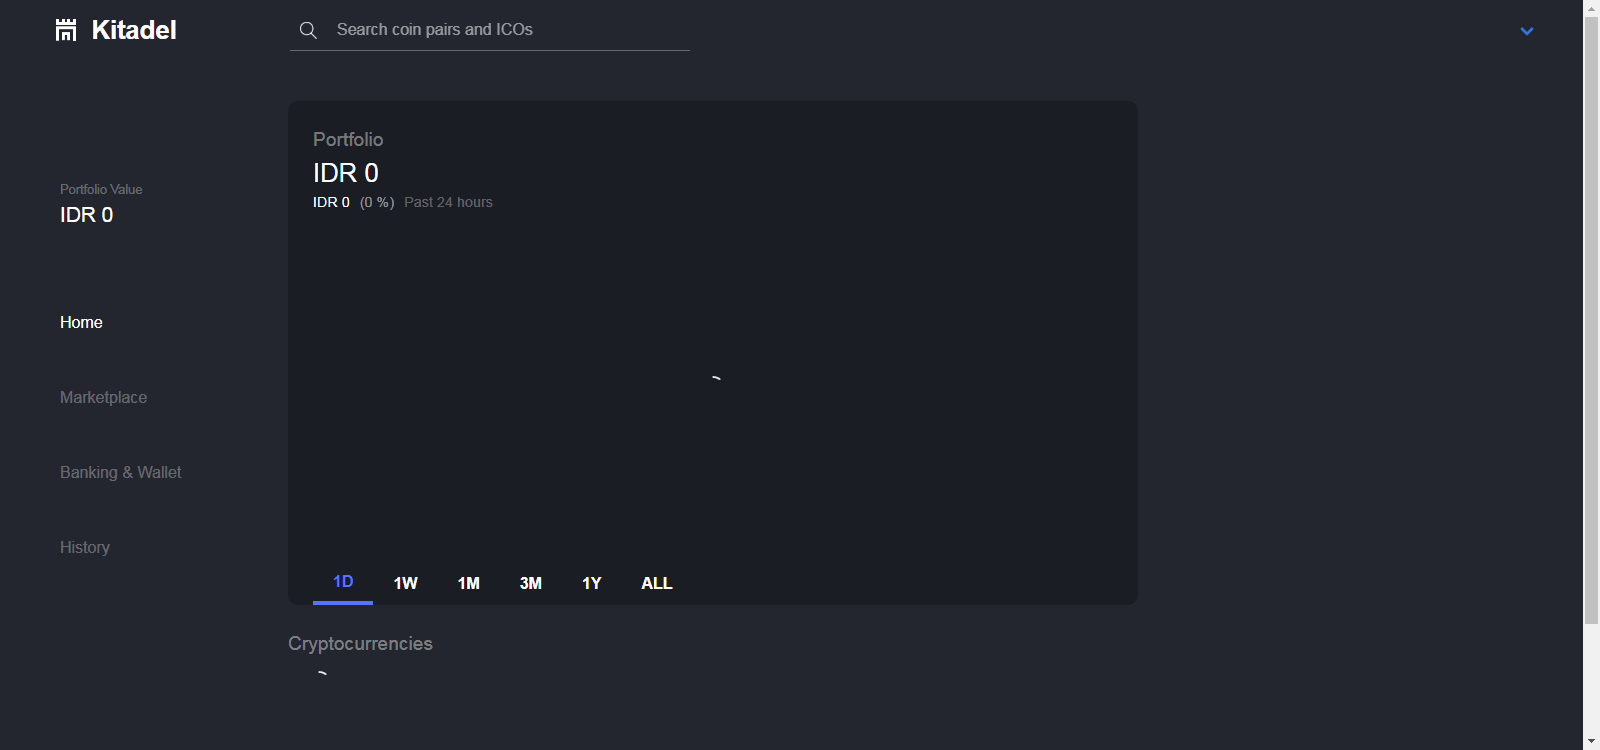 Kitadel
Search coin pairs and ICOs
Portfolio Value
IDR 0
Home
Marketplace
Banking & Wallet
History
Portfolio
IDR 0
IDR 0 (0 %) Past 24 hours
1D 1W 1M 3M 1Y ALL
Cryptocurrencies